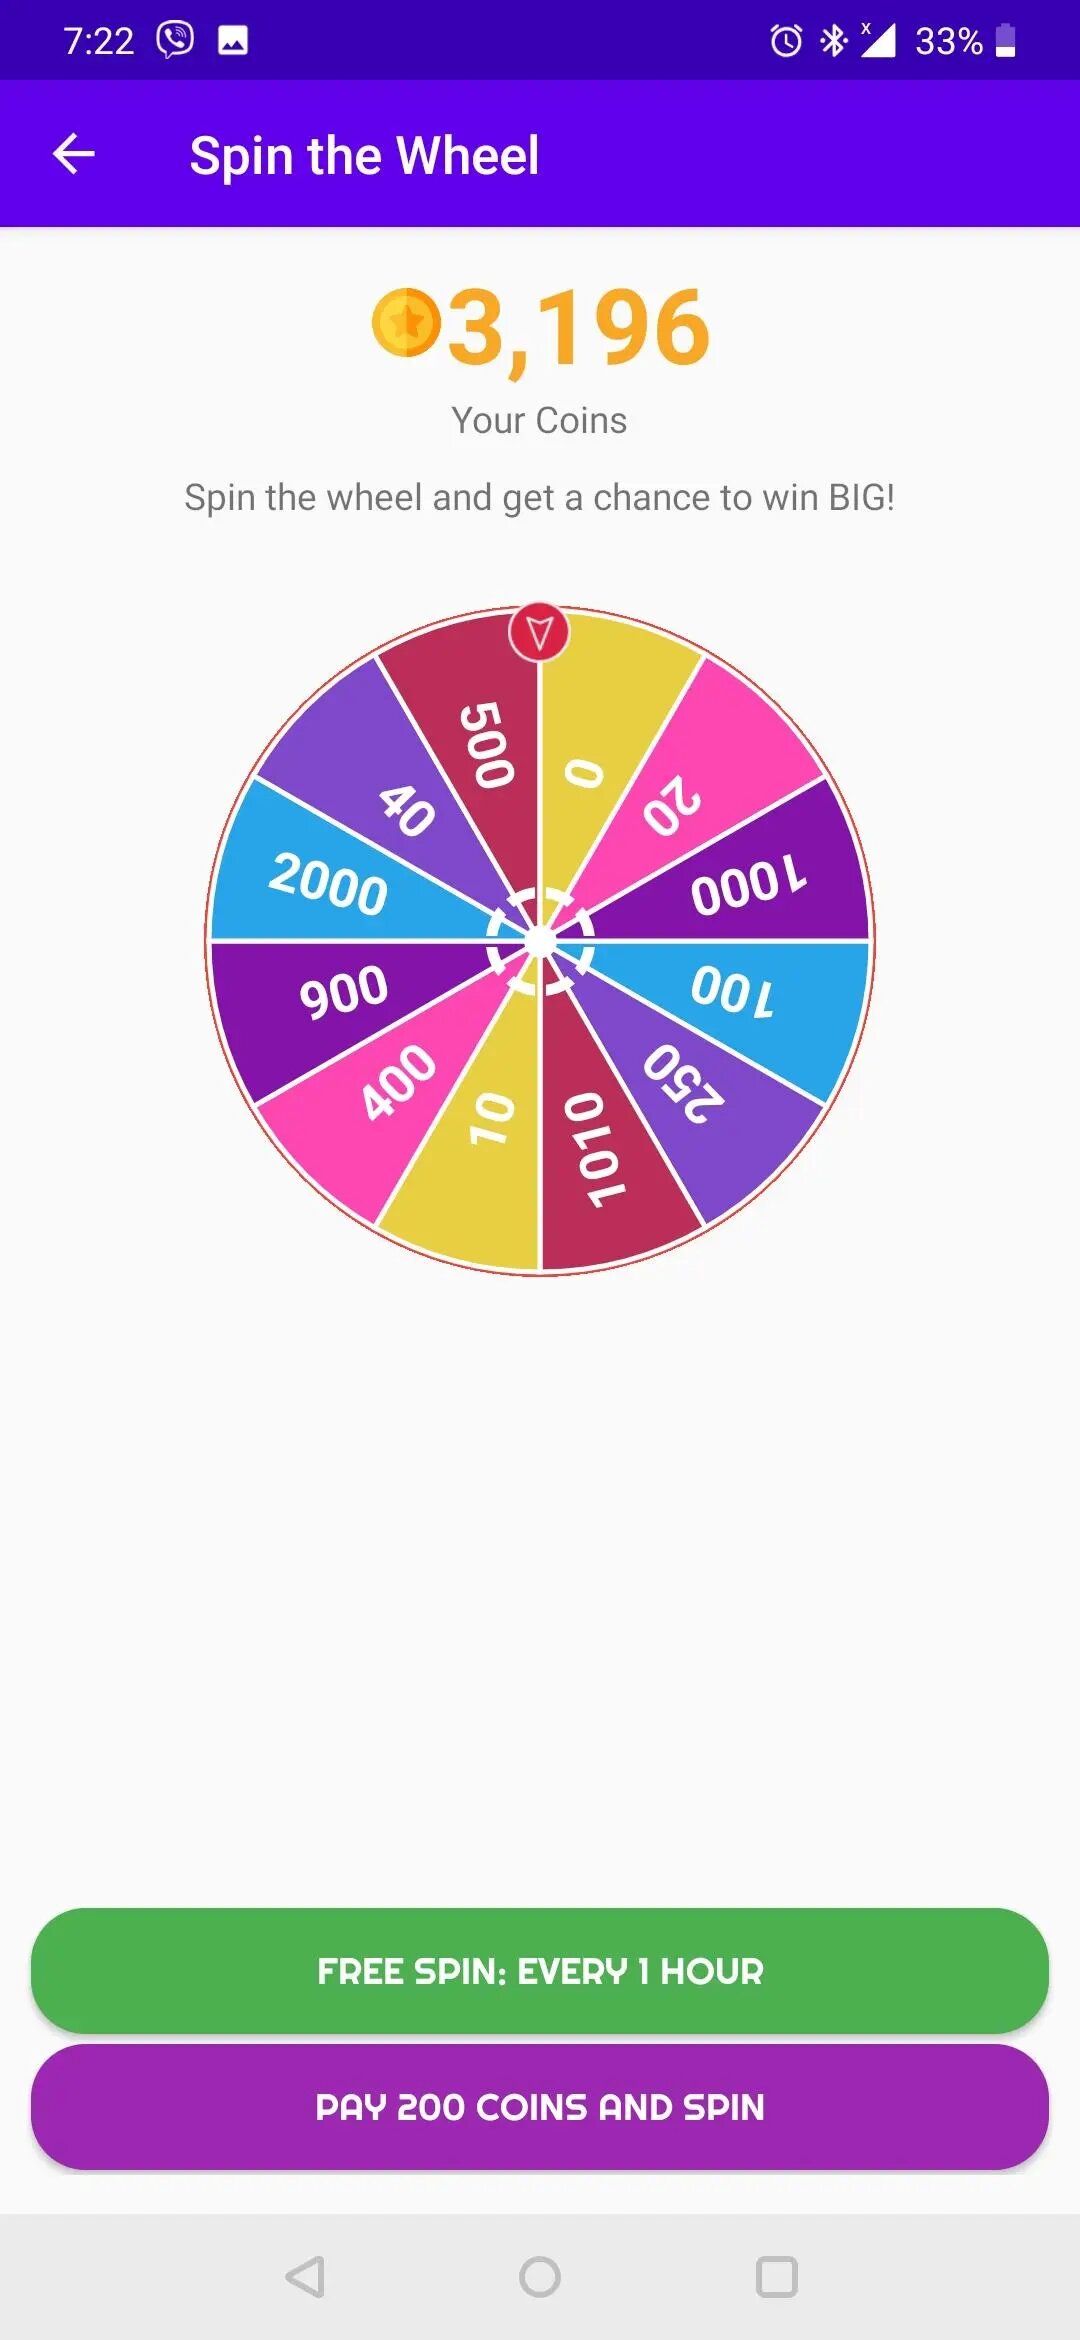 7:22
x
33%
Spin the Wheel
3,196
Your Coins
Spin the wheel and get a chance to win BIG!
500
0
20
1000
100
250
1010
10
400
900
2000
40
FREE SPIN: EVERY 1 HOUR
PAY 200 COINS AND SPIN